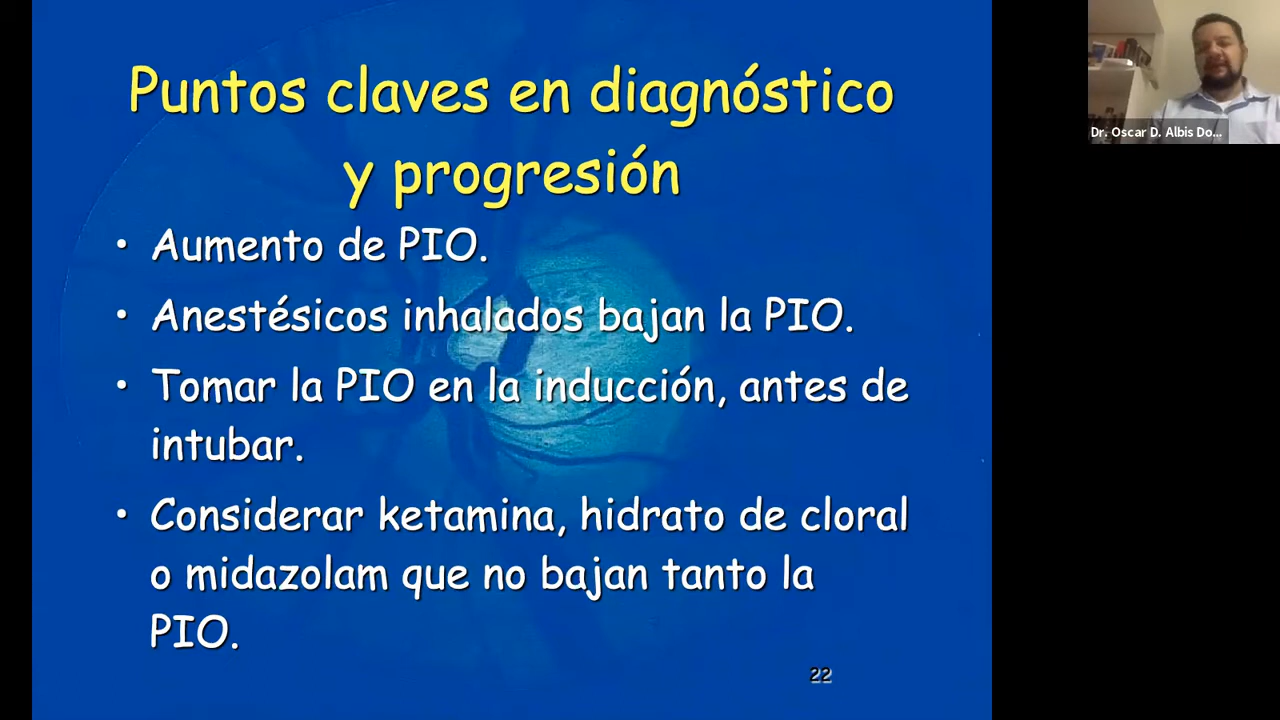 Puntos claves en diagnóstico
y progresión
• Aumento de PIO.
• Anestésicos inhalados bajan la PIO.
• Tomar la PIO en la inducción, antes de
intubar.
• Considerar ketamina, hidrato de cloral
o midazolam que no bajan tanto la
PIO.
22
Dr. Oscar D. Albis Do...